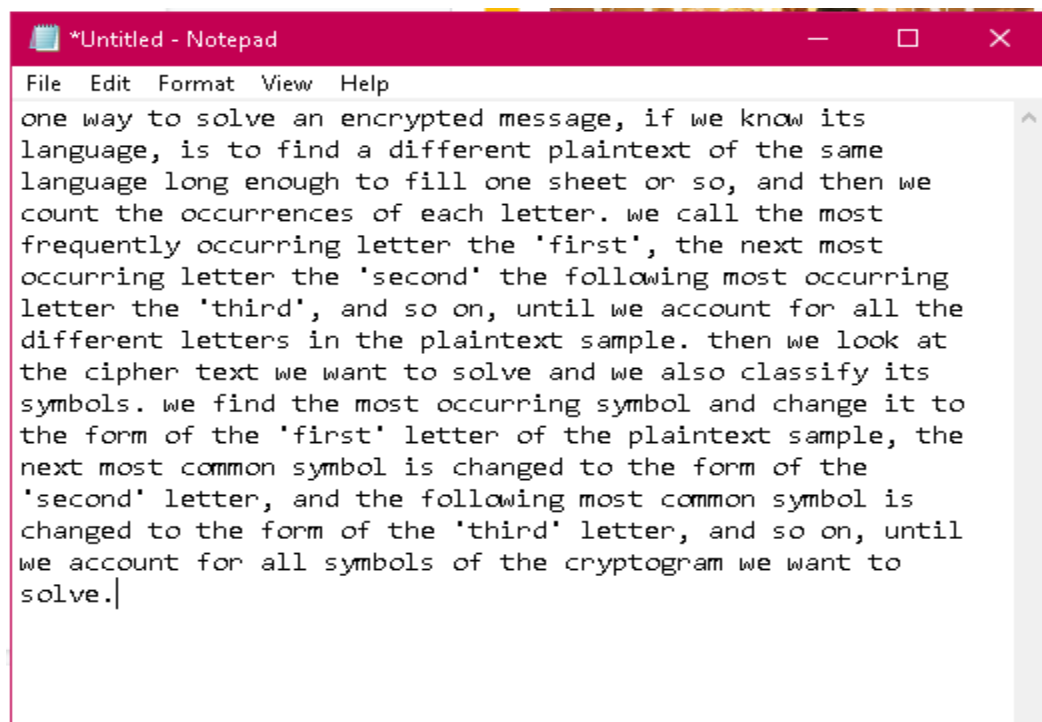 *Untitled - Notepad
File Edit Format View Help
one way to solve an encrypted message, if we know its
language, is to find a different plaintext of the same
language long enough to fill one sheet or so, and then we
count the occurrences of each letter. we call the most
frequently occurring letter the 'first', the next most
occurring letter the 'second' the following most occurring
letter the 'third', and so on, until we account for all the
different letters in the plaintext sample. then we look at
the cipher text we want to solve and we also classify its
symbols. we find the most occurring symbol and change it to
the form of the 'first' letter of the plaintext sample, the
next most common symbol is changed to the form of the
'second' letter, and the following most common symbol is
changed to the form of the 'third' letter, and so on, until
we account for all symbols of the cryptogram we want to
solve.